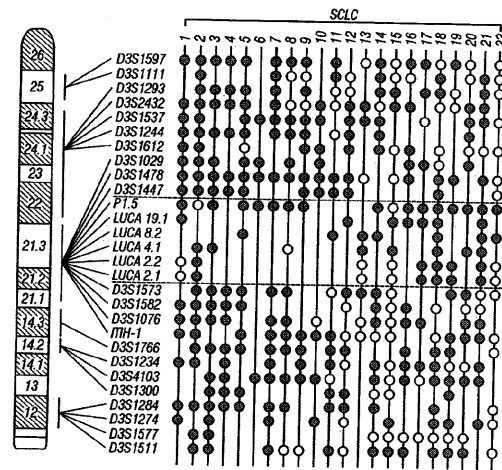 SCLC
1 2 3 4 5 6 7 8 9 10 11 12 13 14 15 16 17 18 19 20 21 22
26
25
24.3
24.1
23
22
21.3
21.2
21.1
14.3
14.2
14.1
13
12
D3S1597
D3S1111
D3S1293
D3S2432
D3S1537
D3S1244
D3S1612
D3S1029
D3S1478
D3S1447
P1.5
LUCA 19.1
LUCA 8.2
LUCA 4.1
LUCA 2.2
LUCA 2.1
D3S1573
D3S1582
D3S1076
ITIH-1
D3S1766
D3S1234
D3S4103
D3S1300
D3S1284
D3S1274
D3S1577
D3S1511